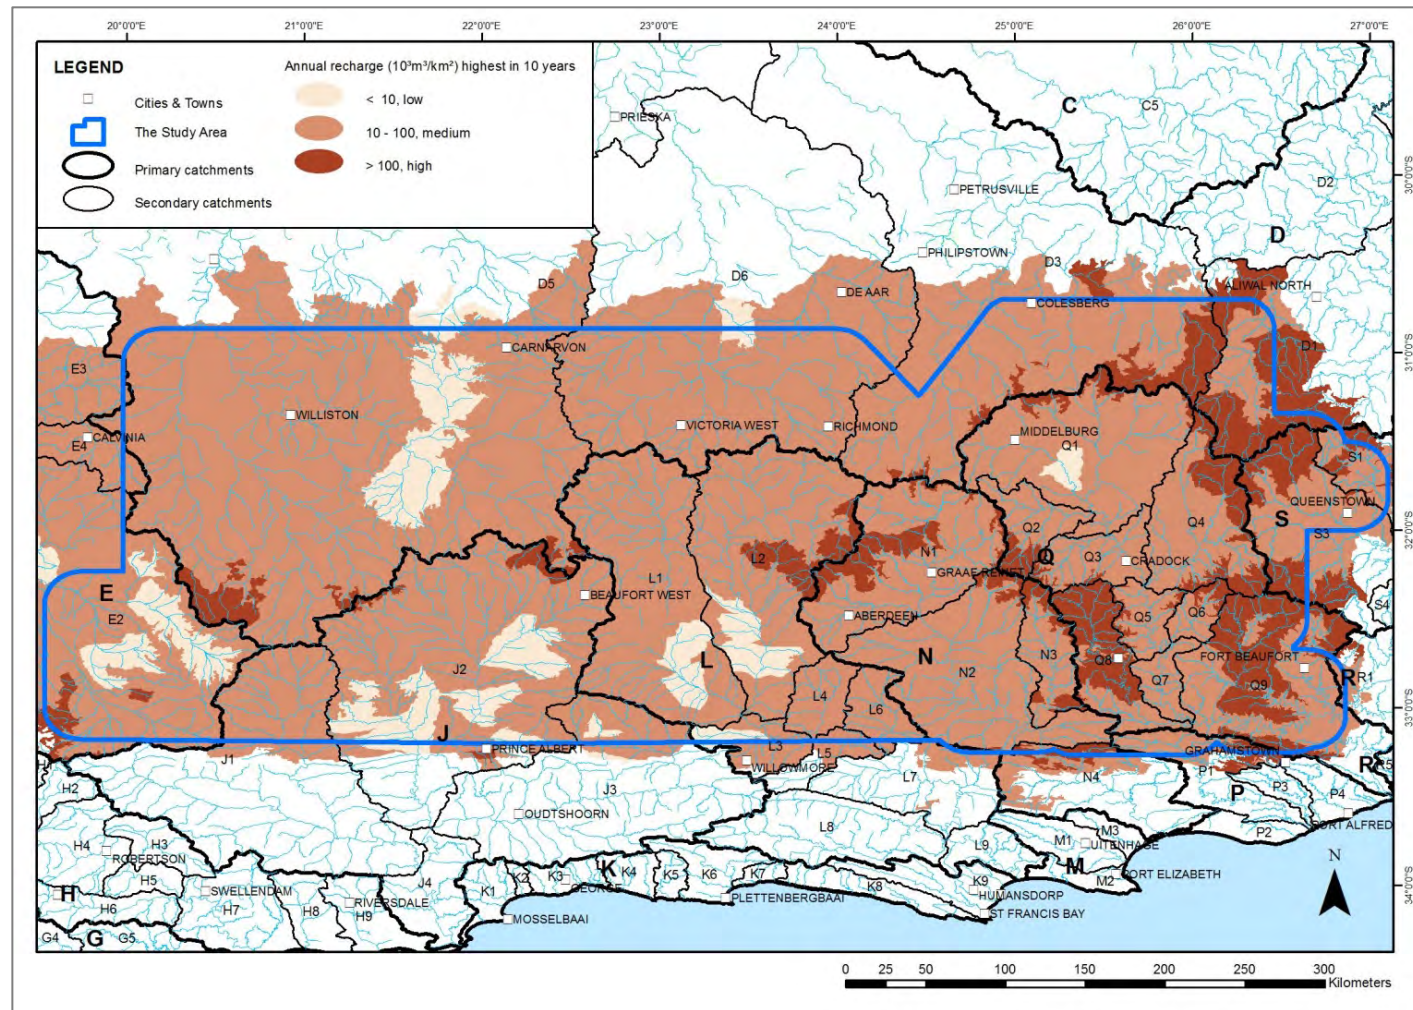 20°0'0"E 21°0'0"E 22°0'0"E 23°0'0"E 24°0'0"E 25°0'0"E 26°0'0"E 27°0'0"E
LEGEND
Annual recharge (10³m³/km²) highest in 10 years
Cities & Towns
< 10, low
The Study Area
10 - 100, medium
Primary catchments
> 100, high
Secondary catchments
PRIESKA
C
C5
30°0'0"S
D2
PETRUSVILLE
D
PHILIPSTOWN
D3
D5
D6
DE AAR
ALIWAL NORTH
COLESBERG
CARNARVON
D1
31°0'0"S
E3
WILLISTON
E4
CALVINIA
VICTORIA WEST
RICHMOND
MIDDELBURG
Q1
S1
QUEENSTOWN
S
Q2
Q4
32°0'0"S
S3
L2
N1
Q
Q3
CRADOCK
GRAAF REINET
L1
BEAUFORT WEST
E
E2
ABERDEEN
Q5
Q6
S4
J2
L
N
N2
N3
Q8
Q7
FORT BEAUFORT
Q9
R
R1
L4
L6
33°0'0"S
J
PRINCE ALBERT
L3
L5
WILLOWMORE
GRAHAMSTOWN
J1
H1
H2
J3
L7
N4
P1
P
P3
P4
R
R5
OUDTSHOORN
L8
P2
PORT ALFRED
H4
H3
ROBERTSON
H5
M1
M3
UITENHAGE
M
L9
M2
PORT ELIZABETH
J4
K1
K2
K3
K
K4
GEORGE
K5
K6
K7
K8
K9
HUMANSDORP
H
H6
SWELLENDAM
H7
H8
RIVERSDALE
H9
PLETTENBERGBAAI
34°0'0"S
MOSSELBAAI
ST FRANCIS BAY
G4
G
G5
N
0 25 50 100 150 200 250 300
Kilometers